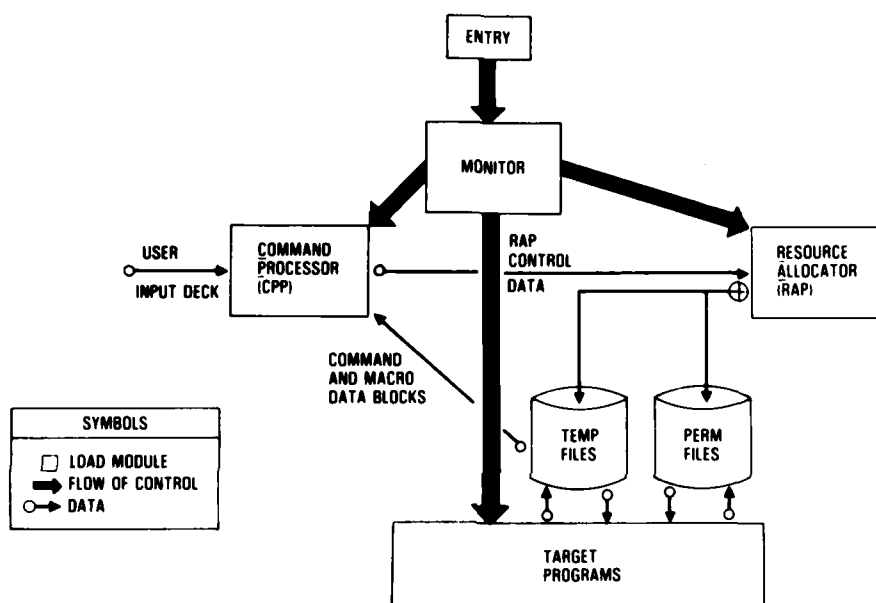 ENTRY
MONITOR
USER
INPUT DECK
COMMAND
PROCESSOR
(CPP)
RAP
CONTROL
DATA
RESOURCE
ALLOCATOR
(RAP)
COMMAND
AND MACRO
DATA BLOCKS
TEMP
FILES
PERM
FILES
SYMBOLS
LOAD MODULE
FLOW OF CONTROL
DATA
TARGET
PROGRAMS